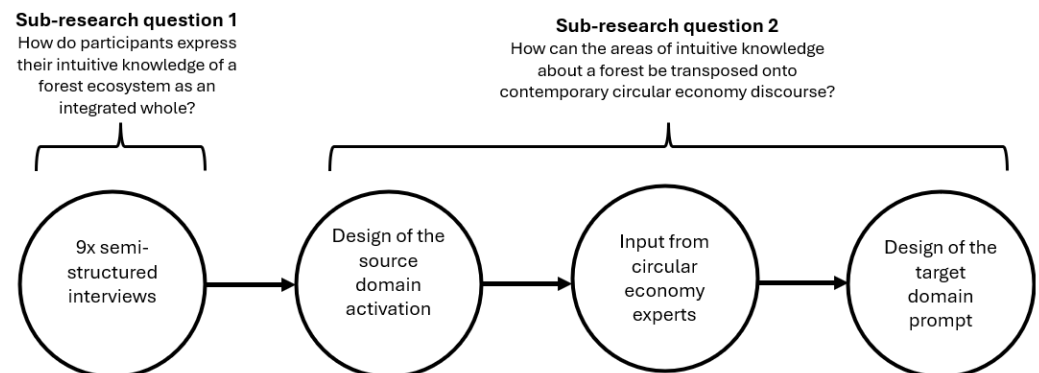 Sub-research question 1
How do participants express
their intuitive knowledge of a
forest ecosystem as an
integrated whole?
Sub-research question 2
How can the areas of intuitive knowledge
about a forest be transposed onto
contemporary circular economy discourse?
9x semi-
structured
interviews
Design of the
source
domain
activation
Input from
circular
economy
experts
Design of the
target
domain
prompt